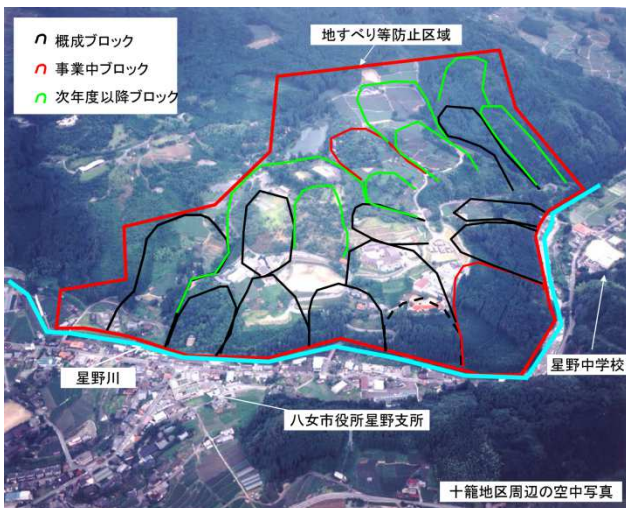 地すべり等防止区域
概成ブロック
事業中ブロック
次年度以降ブロック
星野中学校
星野川
八女市役所星野支所
十籠地区周辺の空中写真